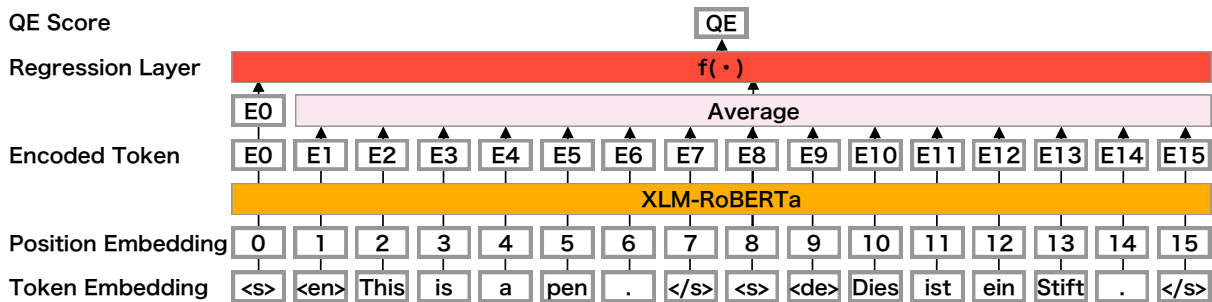 QE Score QE
Regression Layer f(・)
E0 Average
Encoded Token E0 E1 E2 E3 E4 E5 E6 E7 E8 E9 E10 E11 E12 E13 E14 E15
XLM-RoBERTa
Position Embedding 0 1 2 3 4 5 6 7 8 9 10 11 12 13 14 15
Token Embedding <s> <en> This is a pen . </s> <s> <de> Dies ist ein Stift . </s>